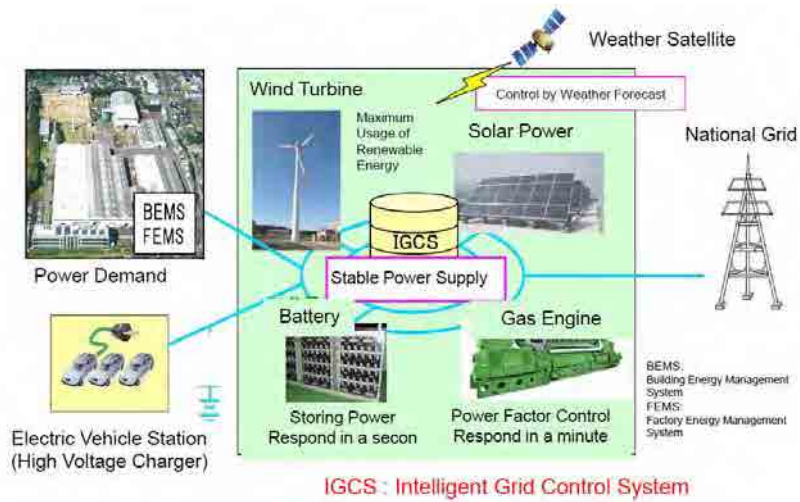 Weather Satellite
Wind Turbine
Control by Weather Forecast
Maximum
Usage of
Renewable
Energy
Solar Power
National Grid
BEMS
FEMS
IGCS
Power Demand
Stable Power Supply
Battery
Gas Engine
BEMS:
Building Energy Management
System
FEMS:
Factory Energy Management
System
Storing Power
Respond in a secon
Power Factor Control
Respond in a minute
Electric Vehicle Station
(High Voltage Charger)
IGCS : Intelligent Grid Control System